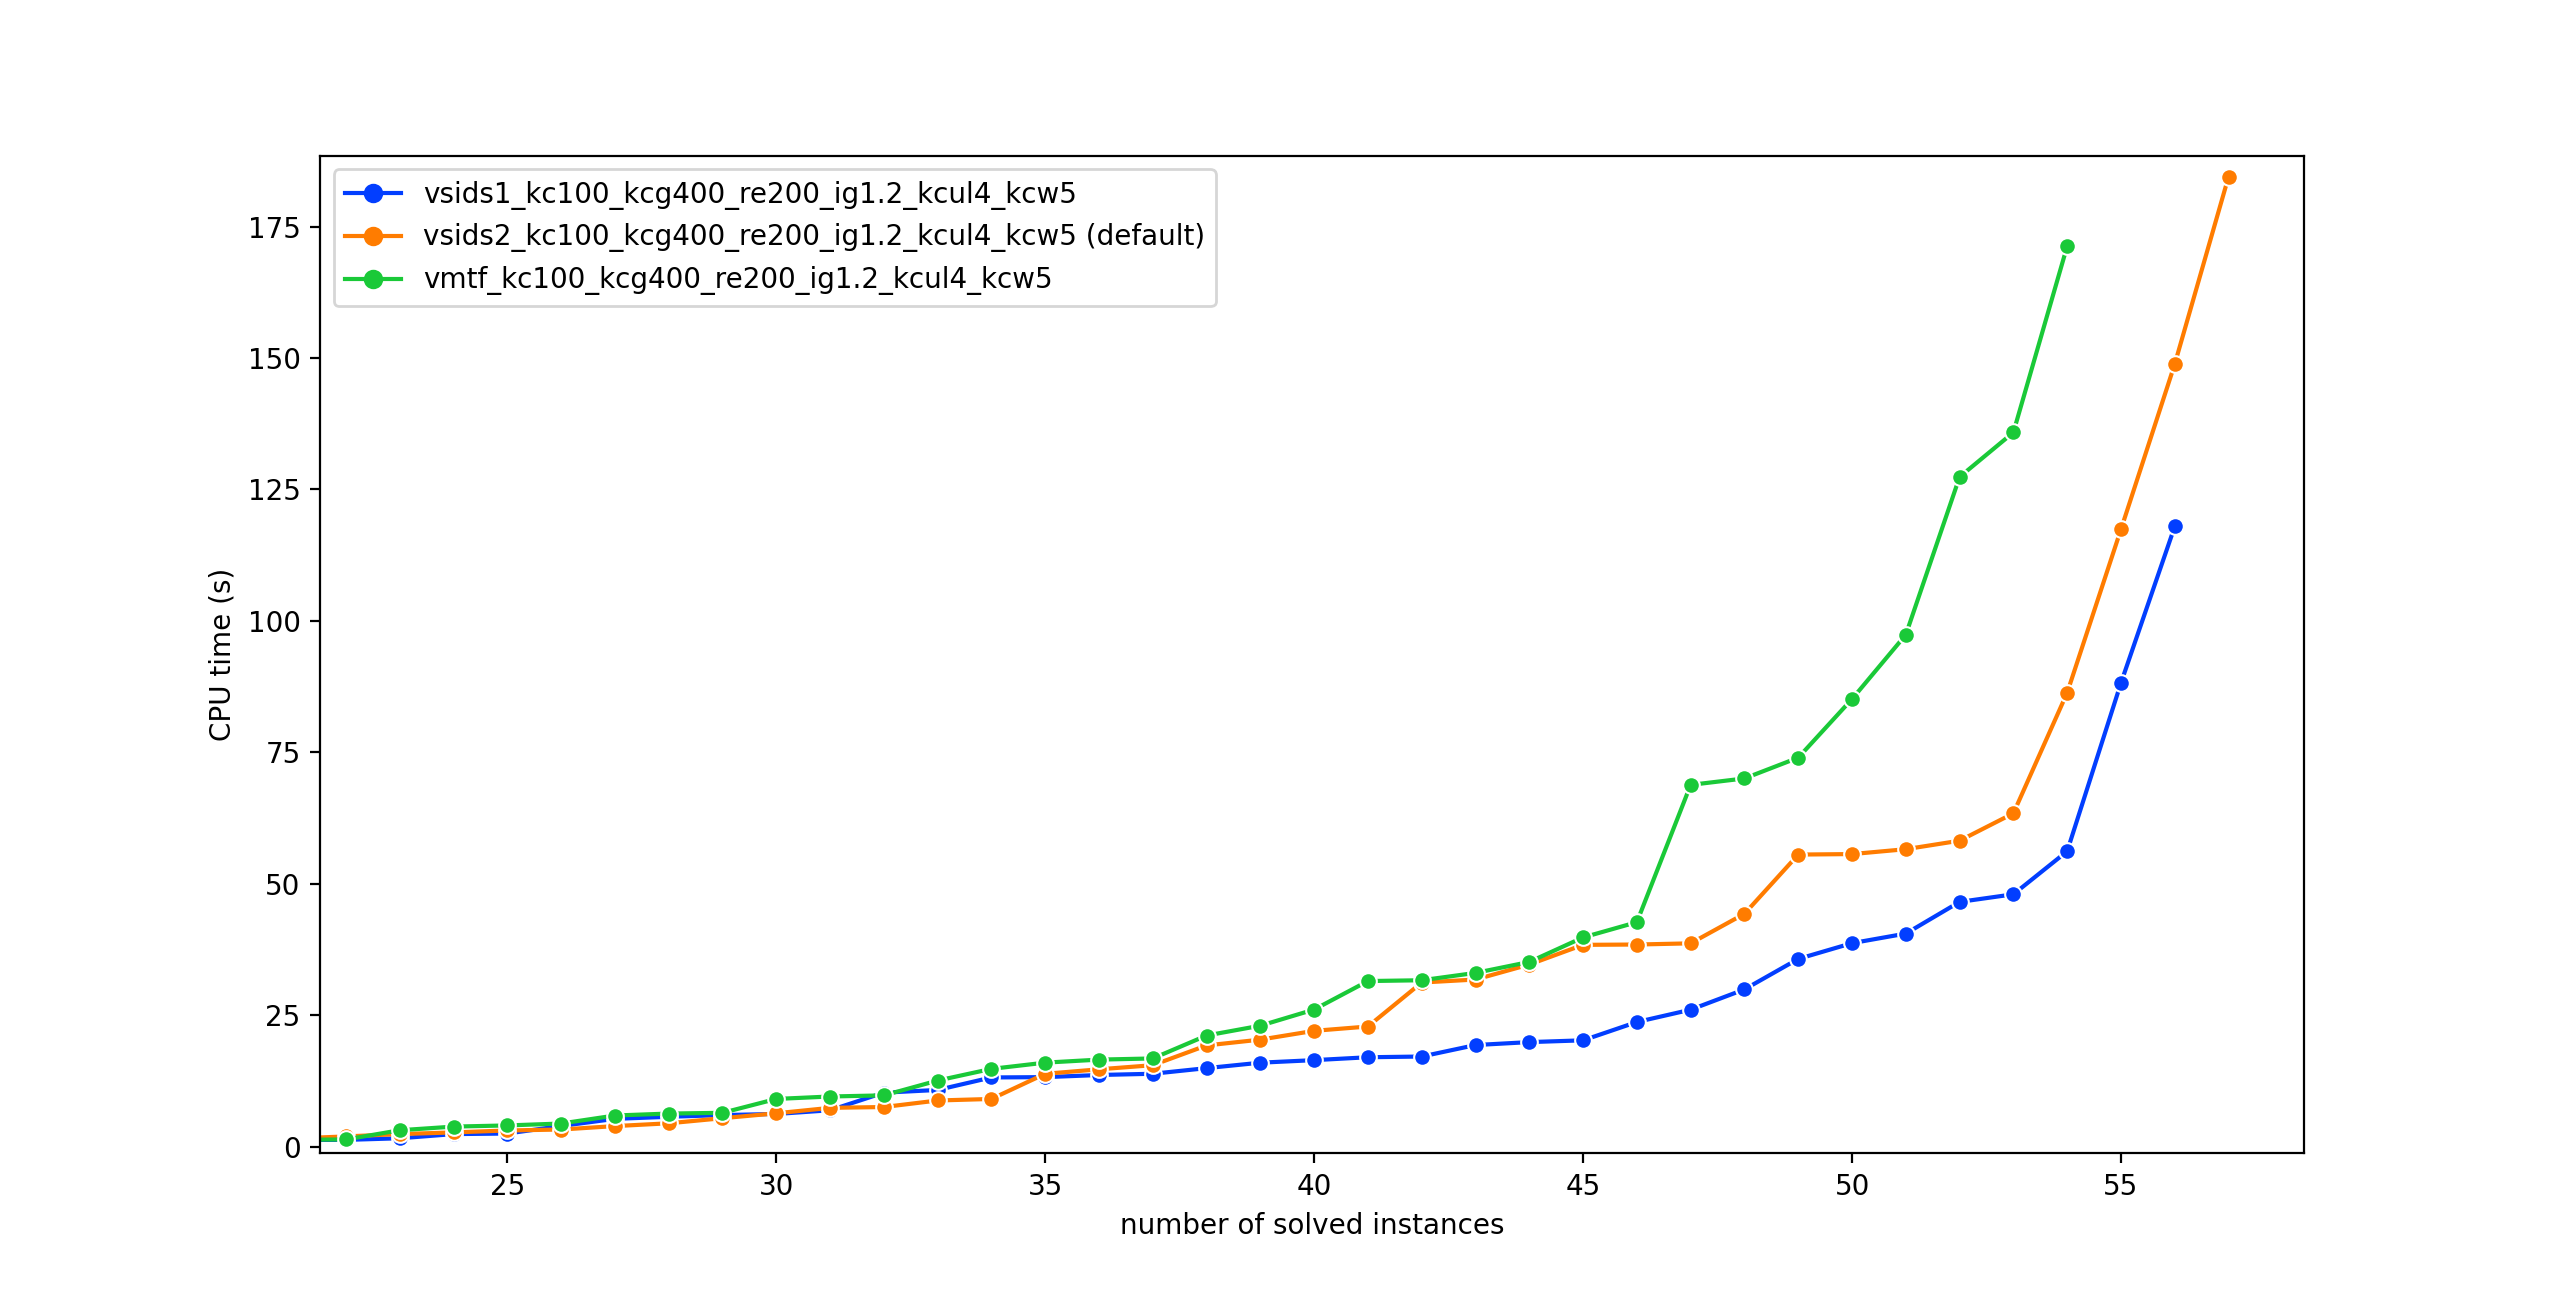 vsids1_kc100_kcg400_re200_ig1.2_kcul4_kcw5
vsids2_kc100_kcg400_re200_ig1.2_kcul4_kcw5 (default)
vmtf_kc100_kcg400_re200_ig1.2_kcul4_kcw5
175
150
125
100
75
50
25
0
CPU time (s)
25 30 35 40 45 50 55
number of solved instances